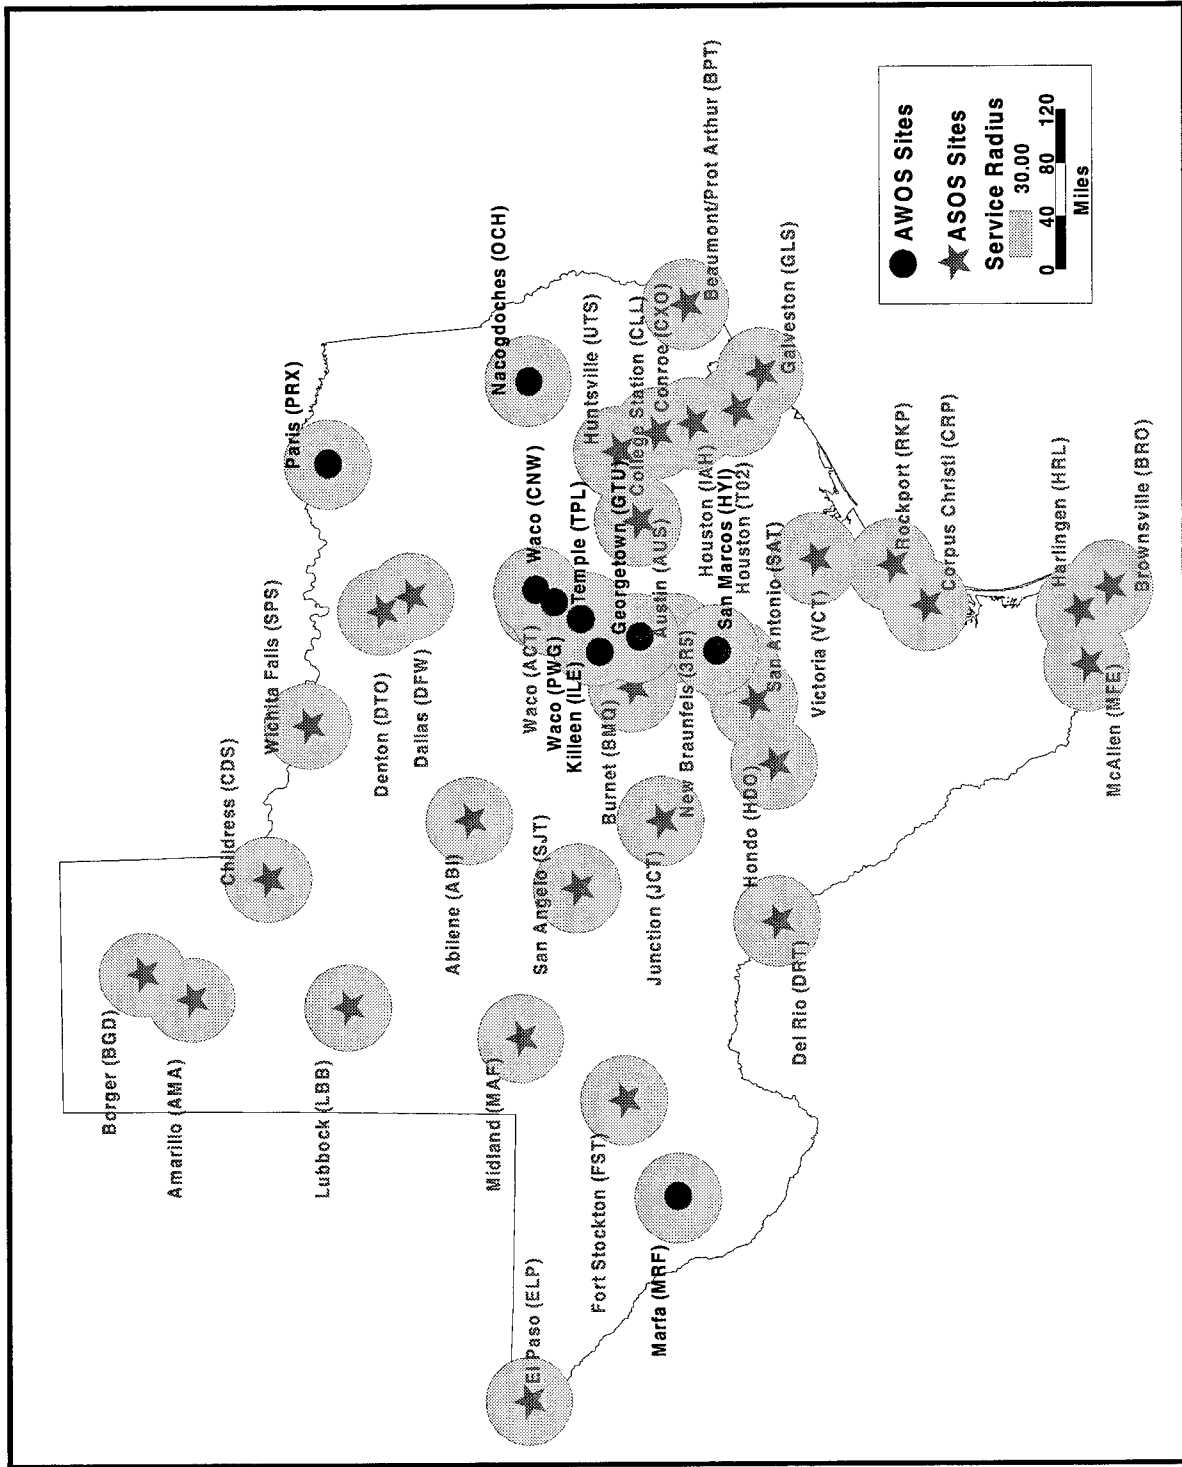 Borger (BGD)
Amarillo (AMA)
Lubbock (LBB)
Childress (CDS)
Wichita Falls (SPS)
Paris (PRX)
Denton (DTO)
Dallas (DFW)
Abilene (ABI)
Midland (MAF)
San Angelo (SJT)
El Paso (ELP)
Fort Stockton (FST)
Marfa (MRF)
Junction (JCT)
Del Rio (DRT)
Hondo (HDO)
Nacogdoches (OCH)
Waco (CNW)
Waco (ACT)
Waco (PWG)
Temple (TPL)
Killeen (ILE)
Georgetown (GTU)
Burnet (BMQ)
Austin (AUS)
New Braunfels (3R5)
San Marcos (HYI)
San Antonio (SAT)
Huntsville (UTS)
College Station (CLL)
Conroe (CXO)
Houston (IAH)
Houston (T02)
Beaumont/Prot Arthur (BPT)
Galveston (GLS)
Victoria (VCT)
Rockport (RKP)
Corpus Christi (CRP)
Harlingen (HRL)
Brownsville (BRO)
McAllen (MFE)
AWOS Sites
ASOS Sites
Service Radius
30.00
0 40 80 120
Miles